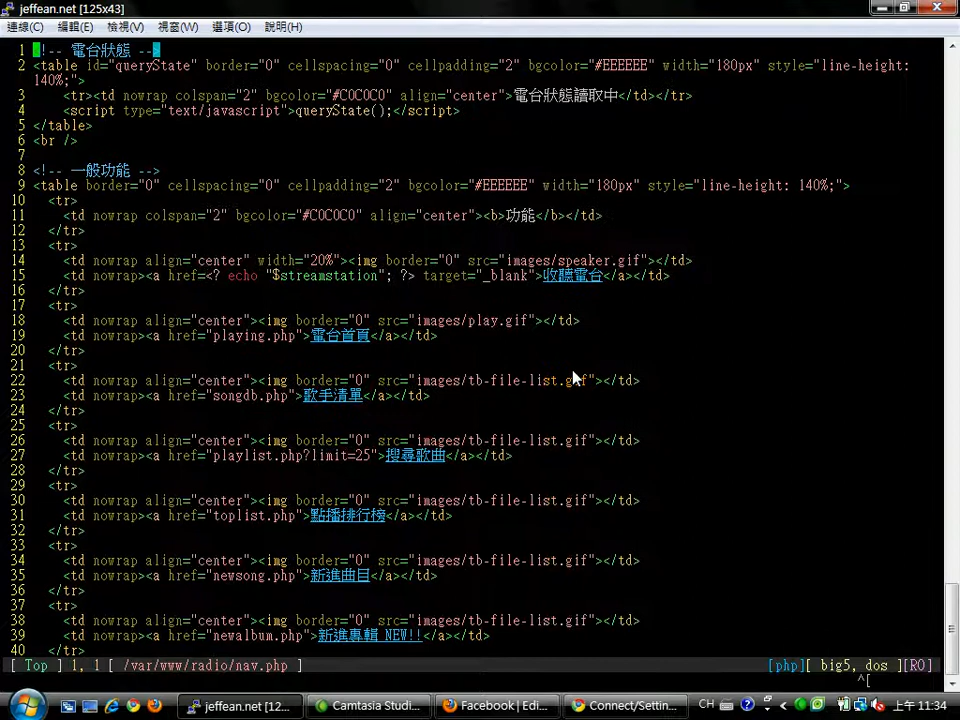 jeffean.net [125x43]
連線(C) 編輯(E) 檢視(V) 視窗(W) 選項(O) 說明(H)
1 <!-- 電台狀態 -->
2 <table id="queryState" border="0" cellspacing="0" cellpadding="2" bgcolor="#EEEEEE" width="180px" style="line-height:
140%;">
3 <tr><td nowrap colspan="2" bgcolor="#C0C0C0" align="center">電台狀態讀取中</td></tr>
4 <script type="text/javascript">queryState();</script>
5 </table>
6 <br />
7
8 <!-- 一般功能 -->
9 <table border="0" cellspacing="0" cellpadding="2" bgcolor="#EEEEEE" width="180px" style="line-height: 140%;">
10 <tr>
11 <td nowrap colspan="2" bgcolor="#C0C0C0" align="center"><b>功能</b></td>
12 </tr>
13 <tr>
14 <td nowrap align="center" width="20%"><img border="0" src="images/speaker.gif"></td>
15 <td nowrap><a href=<? echo "$streamstation"; ?> target="_blank">收聽電台</a></td>
16 </tr>
17 <tr>
18 <td nowrap align="center"><img border="0" src="images/play.gif"></td>
19 <td nowrap><a href="playing.php">電台首頁</a></td>
20 </tr>
21 <tr>
22 <td nowrap align="center"><img border="0" src="images/tb-file-list.gif"></td>
23 <td nowrap><a href="songdb.php">歌手清單</a></td>
24 </tr>
25 <tr>
26 <td nowrap align="center"><img border="0" src="images/tb-file-list.gif"></td>
27 <td nowrap><a href="playlist.php?limit=25">搜尋歌曲</a></td>
28 </tr>
29 <tr>
30 <td nowrap align="center"><img border="0" src="images/tb-file-list.gif"></td>
31 <td nowrap><a href="toplist.php">點播排行榜</a></td>
32 </tr>
33 <tr>
34 <td nowrap align="center"><img border="0" src="images/tb-file-list.gif"></td>
35 <td nowrap><a href="newsong.php">新進曲目</a></td>
36 </tr>
37 <tr>
38 <td nowrap align="center"><img border="0" src="images/tb-file-list.gif"></td>
39 <td nowrap><a href="newalbum.php">新進專輯 NEW!!</a></td>
40 </tr>
[ Top ] 1, 1 [ /var/www/radio/nav.php ] [php][ big5, dos ][RO]
^[
jeffean.net [12... Camtasia Studi... Facebook | Edi... Connect/Settin... CH 上午 11:34